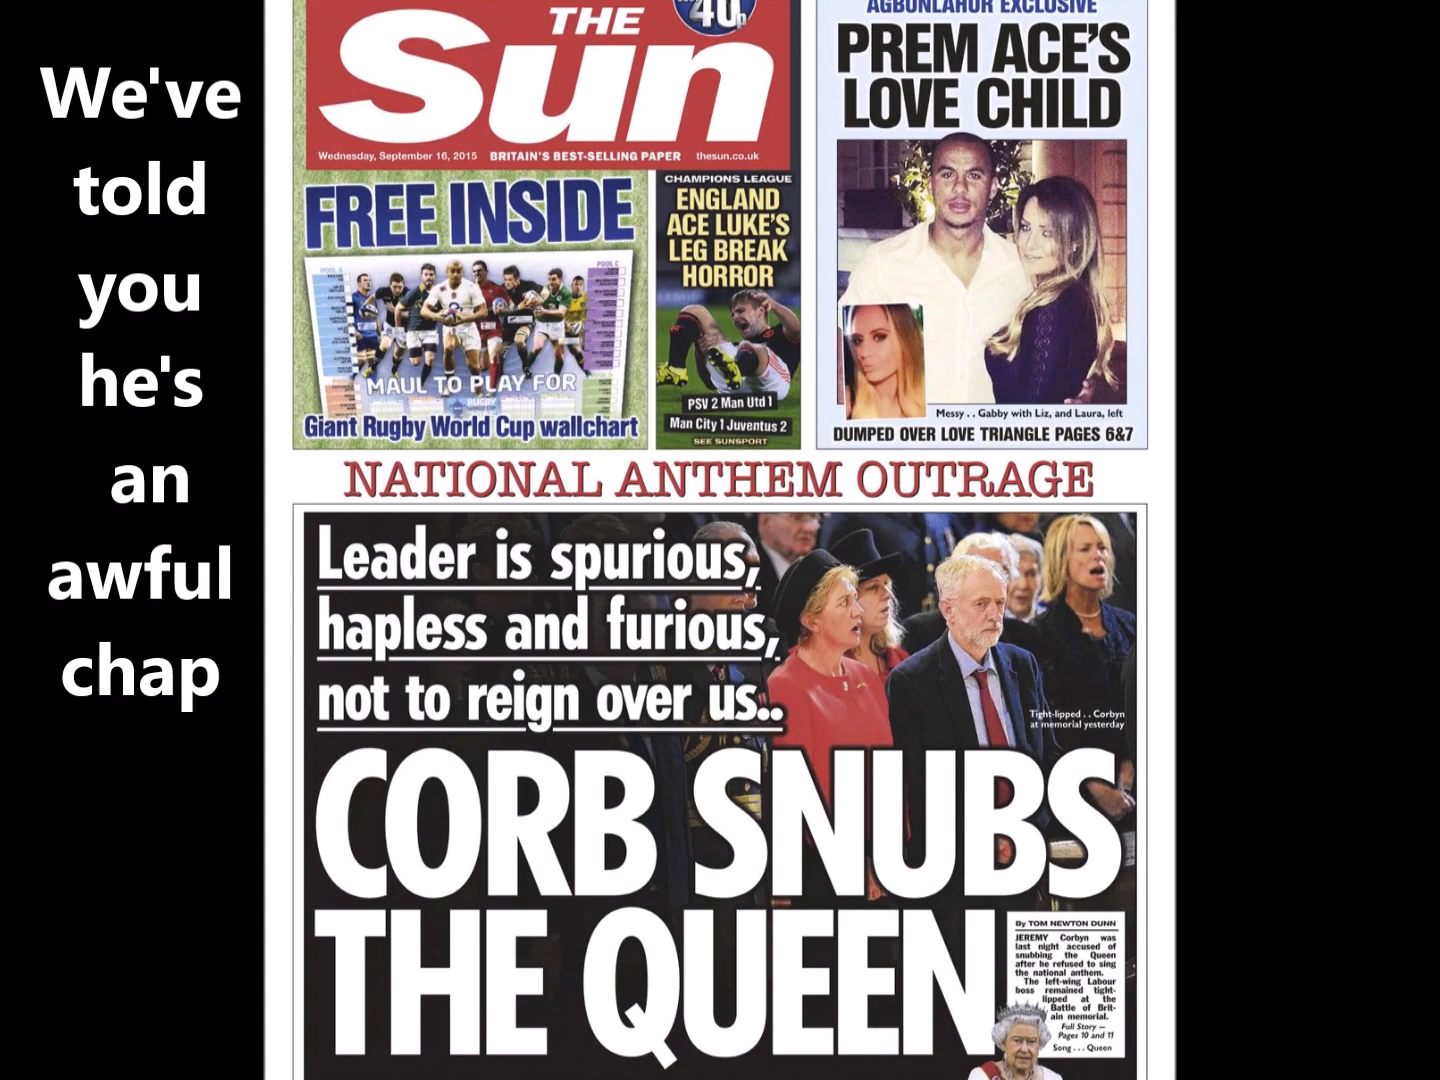 We've
told
you
he's
an
awful
chap
THE
Sun
40p
Wednesday, September 16, 2015 BRITAIN'S BEST-SELLING PAPER thesun.co.uk
FREE INSIDE
POOL A
POOL C
MAUL TO PLAY FOR
RUGBY
Giant Rugby World Cup wallchart
CHAMPIONS LEAGUE
ENGLAND
ACE LUKE'S
LEG BREAK
HORROR
PSV 2 Man Utd 1
Man City 1 Juventus 2
SEE SUNSPORT
AGBONLAHOR EXCLUSIVE
PREM ACE'S
LOVE CHILD
Messy . . Gabby with Liz, and Laura, left
DUMPED OVER LOVE TRIANGLE PAGES 6&7
NATIONAL ANTHEM OUTRAGE
Leader is spurious,
hapless and furious,
not to reign over us..
Tight-lipped . . Corbyn
at memorial yesterday
CORB SNUBS
THE QUEEN
By TOM NEWTON DUNN
JEREMY Corbyn was
last night accused of
snubbing the Queen
after he refused to sing
the national anthem.
The left-wing Labour
boss remained tight-
lipped at the
Battle of Brit-
ain memorial.
Full Story —
Pages 10 and 11
Song . . . Queen